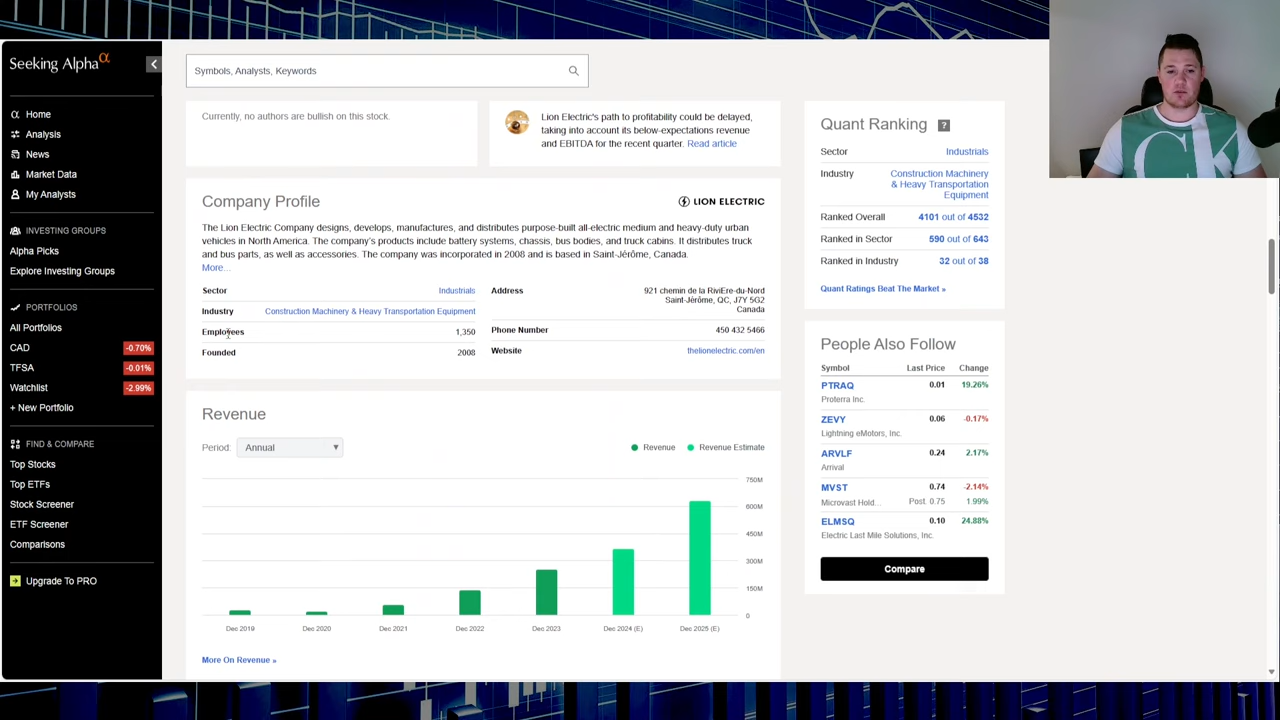 Seeking Alpha α
Home
Analysis
News
Market Data
My Analysts
INVESTING GROUPS
Alpha Picks
Explore Investing Groups
PORTFOLIOS
All Portfolios
CAD -0.70%
TFSA -0.01%
Watchlist -2.99%
+ New Portfolio
FIND & COMPARE
Top Stocks
Top ETFs
Stock Screener
ETF Screener
Comparisons
Upgrade To PRO
Symbols, Analysts, Keywords
Currently, no authors are bullish on this stock.
Lion Electric's path to profitability could be delayed,
taking into account its below-expectations revenue
and EBITDA for the recent quarter. Read article
Company Profile
LION ELECTRIC
The Lion Electric Company designs, develops, manufactures, and distributes purpose-built all-electric medium and heavy-duty urban
vehicles in North America. The company's products include battery systems, chassis, bus bodies, and truck cabins. It distributes truck
and bus parts, as well as accessories. The company was incorporated in 2008 and is based in Saint-Jérôme, Canada.
More...
Sector Industrials
Industry Construction Machinery & Heavy Transportation Equipment
Employees 1,350
Founded 2008
Address 921 chemin de la RiviEre-du-Nord
Saint-Jérôme, QC, J7Y 5G2
Canada
Phone Number 450 432 5466
Website thelionelectric.com/en
Revenue
Period: Annual
Revenue Revenue Estimate
750M
600M
450M
300M
150M
0
Dec 2019 Dec 2020 Dec 2021 Dec 2022 Dec 2023 Dec 2024 (E) Dec 2025 (E)
More On Revenue »
Quant Ranking ?
Sector Industrials
Industry Construction Machinery
& Heavy Transportation
Equipment
Ranked Overall 4101 out of 4532
Ranked in Sector 590 out of 643
Ranked in Industry 32 out of 38
Quant Ratings Beat The Market »
People Also Follow
Symbol Last Price Change
PTRAQ 0.01 19.26%
Proterra Inc.
ZEVY 0.06 -0.17%
Lightning eMotors, Inc.
ARVLF 0.24 2.17%
Arrival
MVST 0.74 -2.14%
Microvast Hold... Post. 0.75 1.99%
ELMSQ 0.10 24.88%
Electric Last Mile Solutions, Inc.
Compare
CK